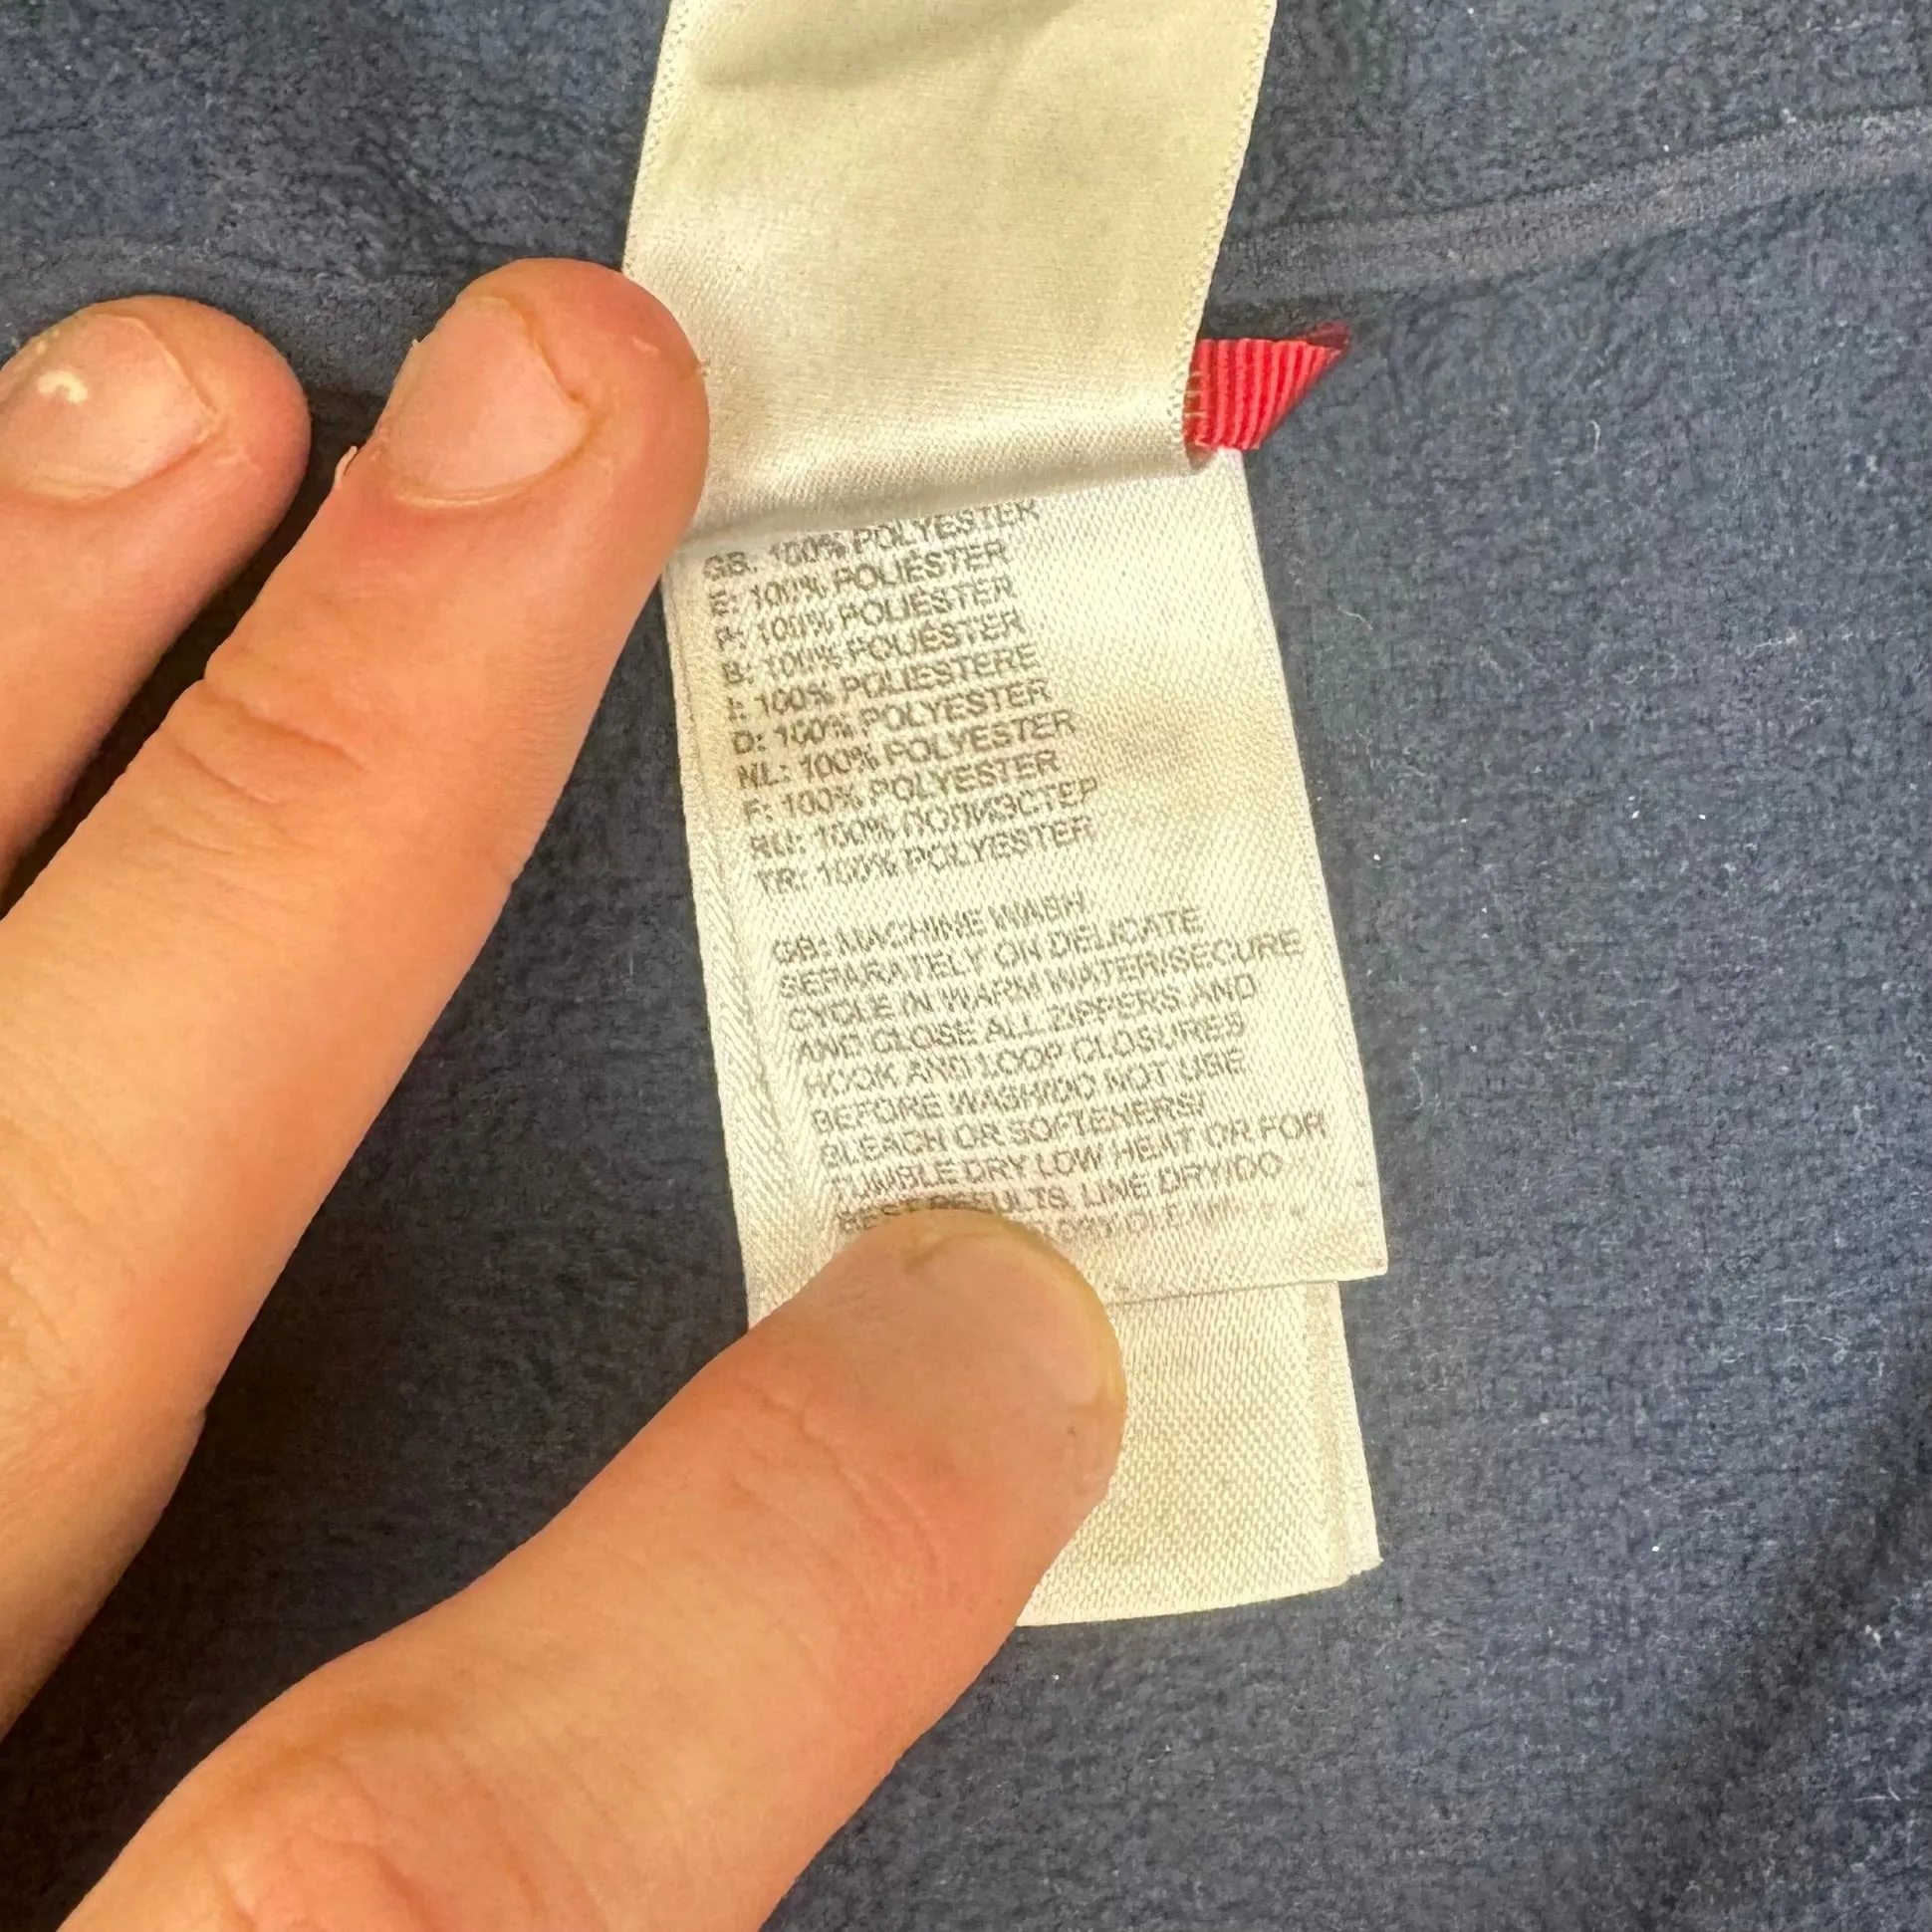 GB: 100% POLYESTER
E: 100% POLIÉSTER
P: 100% POLIÉSTER
B: 100% POLIÉSTER
I: 100% POLIESTERE
D: 100% POLYESTER
NL: 100% POLYESTER
F: 100% POLYESTER
RU: 100% ПОЛИЭСТЕР
TR: 100% POLYESTER
GB: MACHINE WASH
SEPARATELY ON DELICATE
CYCLE IN WARM WATER/SECURE
AND CLOSE ALL ZIPPERS AND
HOOK AND LOOP CLOSURES
BEFORE WASH/DO NOT USE
BLEACH OR SOFTENERS/
TUMBLE DRY LOW HEAT OR FOR
BEST RESULTS, LINE DRY/DO
DRY CLEAN